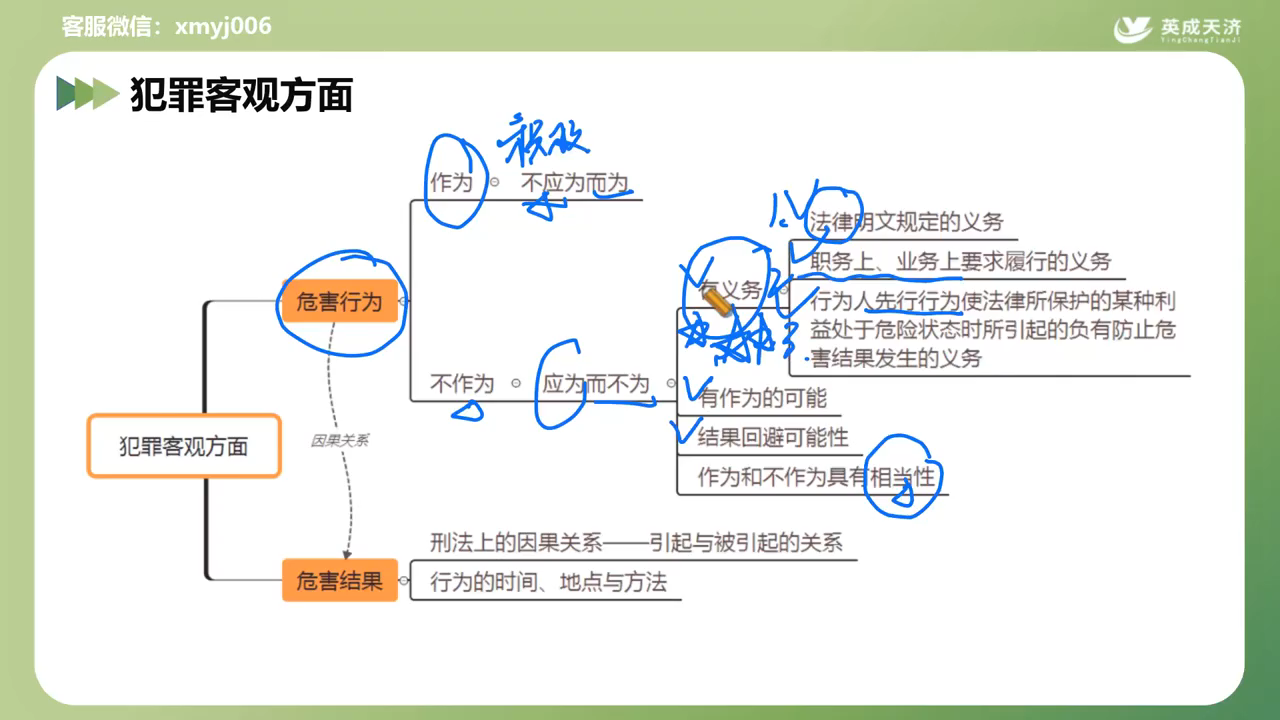 客服微信：xmyj006
英成天济
YingChengTianJi
犯罪客观方面
积极
作为
不应为而为
1.
法律明文规定的义务
职务上、业务上要求履行的义务
有义务
行为人先行行为使法律所保护的某种利
益处于危险状态时所引起的负有防止危
害结果发生的义务
危害行为
不作为
应为而不为
有作为的可能
结果回避可能性
作为和不作为具有相当性
犯罪客观方面
因果关系
危害结果
刑法上的因果关系——引起与被引起的关系
行为的时间、地点与方法